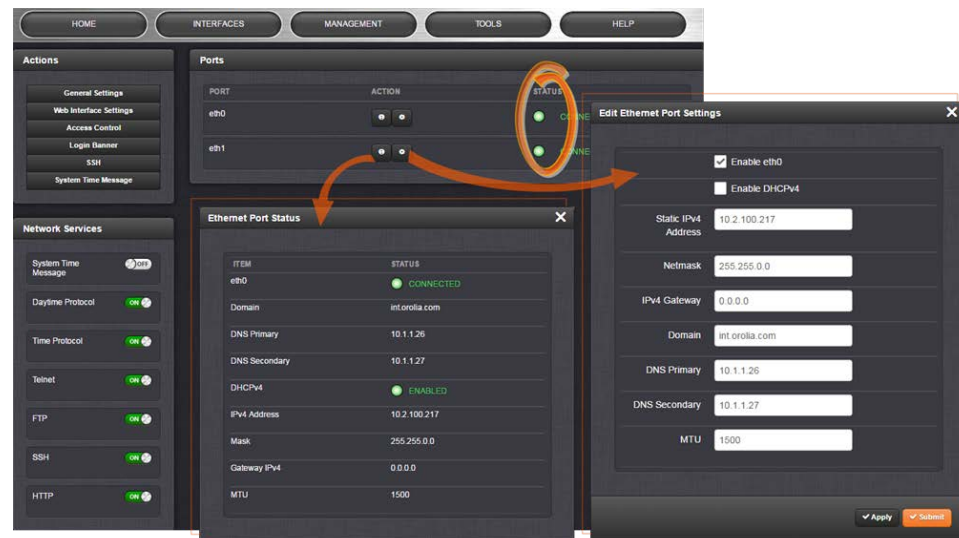 HOME INTERFACES MANAGEMENT TOOLS HELP
Actions
General Settings
Web Interface Settings
Access Control
Login Banner
SSH
System Time Message
Ports
PORT ACTION STATUS
eth0
eth1
Network Services
System Time
Message OFF
Daytime Protocol ON
Time Protocol ON
Telnet ON
FTP ON
SSH ON
HTTP ON
Ethernet Port Status
ITEM STATUS
eth0 CONNECTED
Domain int.orolia.com
DNS Primary 10.1.1.26
DNS Secondary 10.1.1.27
DHCPv4 ENABLED
IPv4 Address 10.2.100.217
Mask 255.255.0.0
Gateway IPv4 0.0.0.0
MTU 1500
Edit Ethernet Port Settings
Enable eth0
Enable DHCPv4
Static IPv4
Address 10.2.100.217
Netmask 255.255.0.0
IPv4 Gateway 0.0.0.0
Domain int.orolia.com
DNS Primary 10.1.1.26
DNS Secondary 10.1.1.27
MTU 1500
Apply Submit